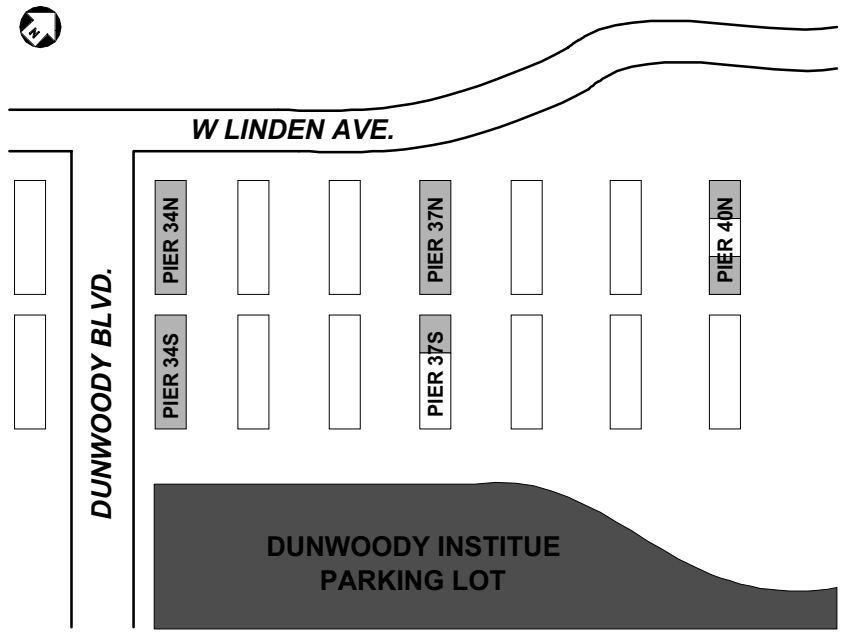 N
W LINDEN AVE.
DUNWOODY BLVD.
PIER 34N
PIER 37N
PIER 40N
PIER 34S
PIER 37S
DUNWOODY INSTITUE
PARKING LOT